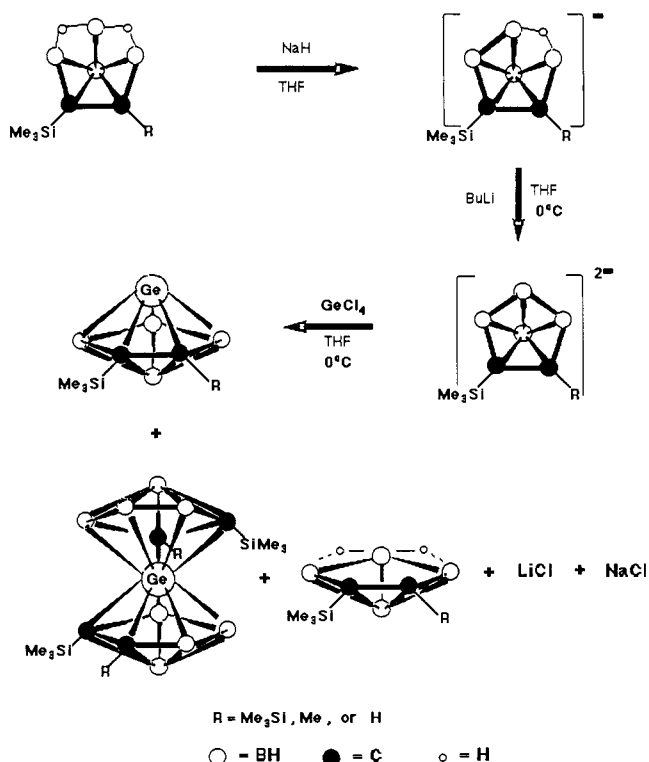 NaH
THF
Me3Si
R
Me3Si
R
BuLi
THF
0°C
2-
GeCl4
THF
0°C
Ge
Me3Si
R
Me3Si
R
+
SiMe3
R
Ge
Me3Si
R
+
Me3Si
R
+ LiCl + NaCl
R = Me3Si, Me, or H
= BH
= C
= H